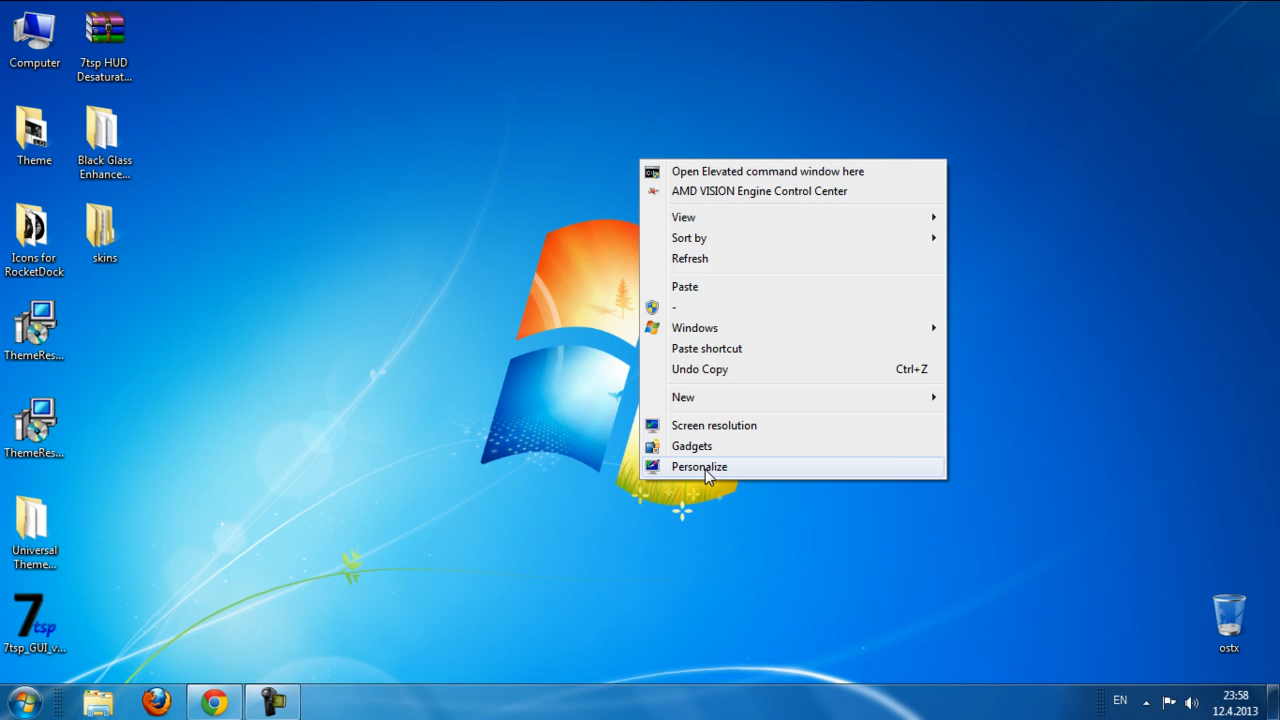 Computer
7tsp HUD
Desaturat...
Theme
Black Glass
Enhance...
Icons for
RocketDock
skins
ThemeRes...
ThemeRes...
Universal
Theme...
7tsp
7tsp_GUI_v...
Open Elevated command window here
AMD VISION Engine Control Center
View
Sort by
Refresh
Paste
-
Windows
Paste shortcut
Undo Copy Ctrl+Z
New
Screen resolution
Gadgets
Personalize
ostx
EN
23:58
12.4.2013